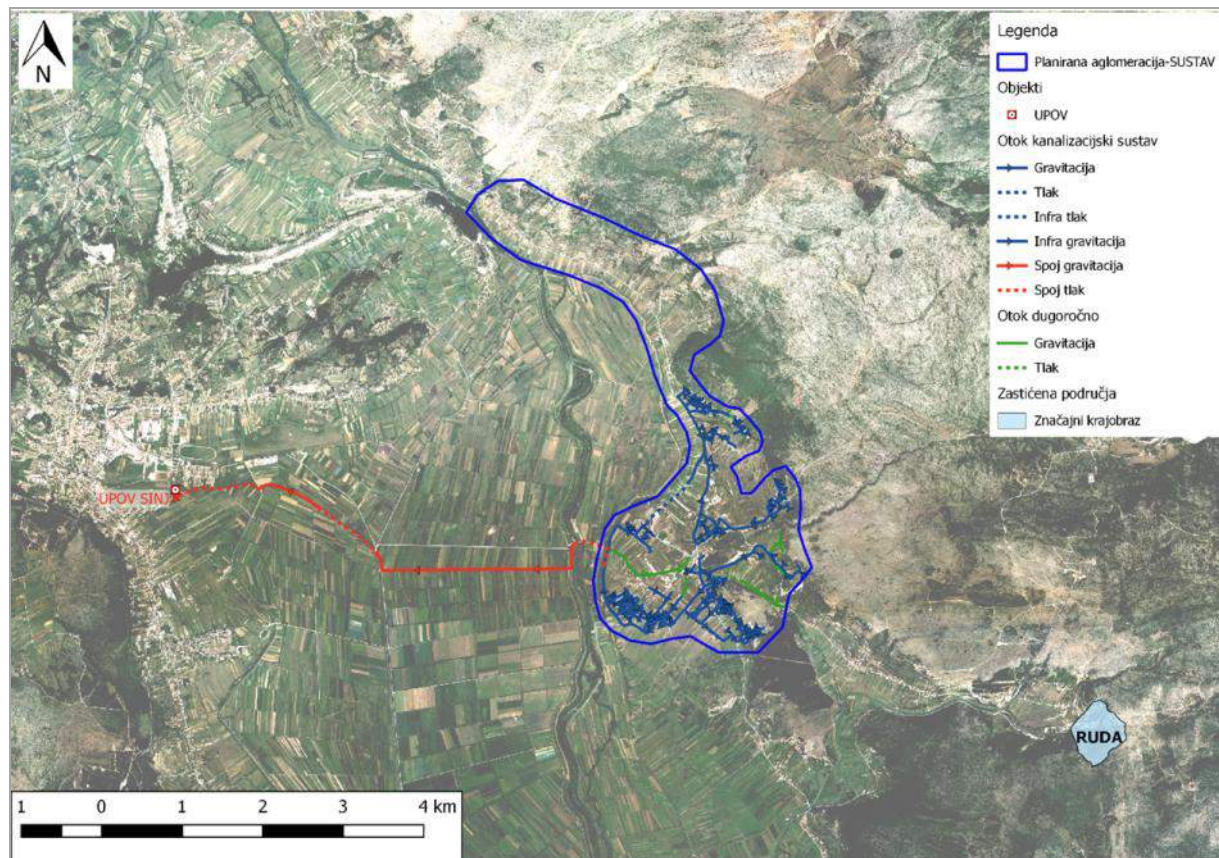 N
Legenda
Planirana aglomeracija-SUSTAV
Objekti
UPOV
Otok kanalizacijski sustav
Gravitacija
Tlak
Infra tlak
Infra gravitacija
Spoj gravitacija
Spoj tlak
Otok dugoročno
Gravitacija
Tlak
Zastićena područja
Značajni krajobraz
UPOV SINJ
RUDA
1 0 1 2 3 4 km